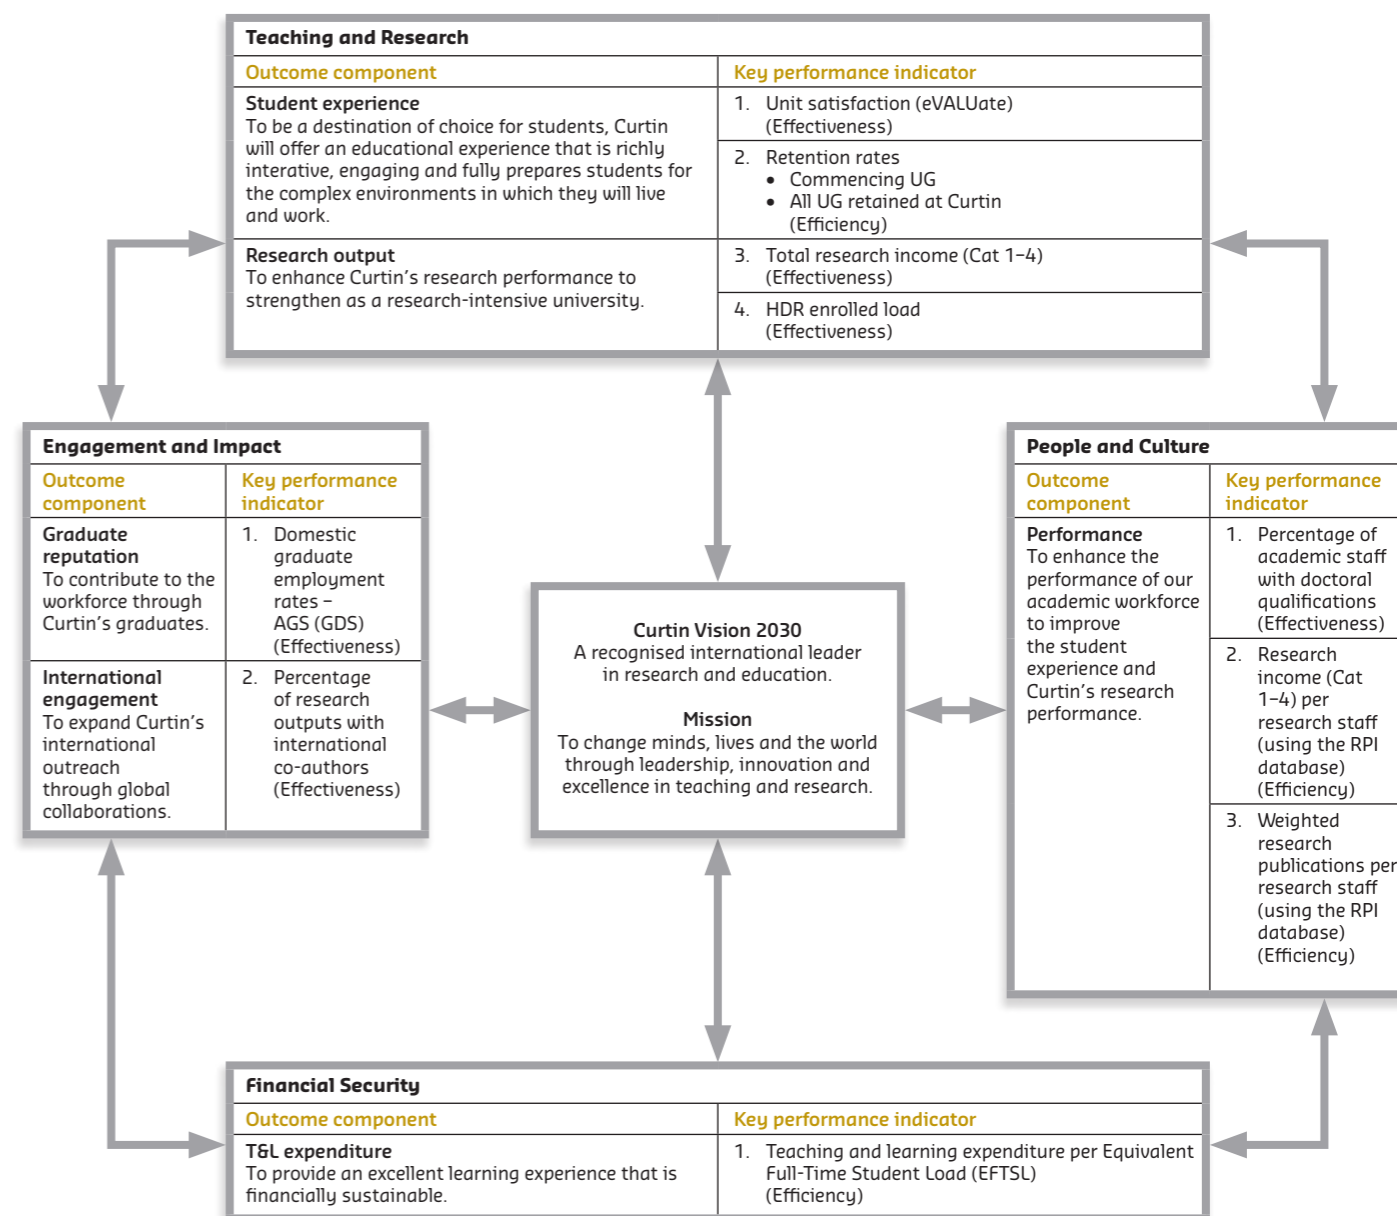 Teaching and Research
Outcome component
Key performance indicator
Student experience
To be a destination of choice for students, Curtin
will offer an educational experience that is richly
interative, engaging and fully prepares students for
the complex environments in which they will live
and work.
1. Unit satisfaction (eVALUate)
(Effectiveness)
2. Retention rates
• Commencing UG
• All UG retained at Curtin
(Efficiency)
Research output
To enhance Curtin's research performance to
strengthen as a research-intensive university.
3. Total research income (Cat 1–4)
(Effectiveness)
4. HDR enrolled load
(Effectiveness)
Engagement and Impact
Outcome
component
Key performance
indicator
Graduate
reputation
To contribute to the
workforce through
Curtin's graduates.
1. Domestic
graduate
employment
rates –
AGS (GDS)
(Effectiveness)
International
engagement
To expand Curtin's
international
outreach
through global
collaborations.
2. Percentage
of research
outputs with
international
co-authors
(Effectiveness)
Curtin Vision 2030
A recognised international leader
in research and education.
Mission
To change minds, lives and the world
through leadership, innovation and
excellence in teaching and research.
People and Culture
Outcome
component
Key performance
indicator
Performance
To enhance the
performance of our
academic workforce
to improve
the student
experience and
Curtin's research
performance.
1. Percentage of
academic staff
with doctoral
qualifications
(Effectiveness)
2. Research
income (Cat
1–4) per
research staff
(using the RPI
database)
(Efficiency)
3. Weighted
research
publications per
research staff
(using the RPI
database)
(Efficiency)
Financial Security
Outcome component
Key performance indicator
T&L expenditure
To provide an excellent learning experience that is
financially sustainable.
1. Teaching and learning expenditure per Equivalent
Full-Time Student Load (EFTSL)
(Efficiency)